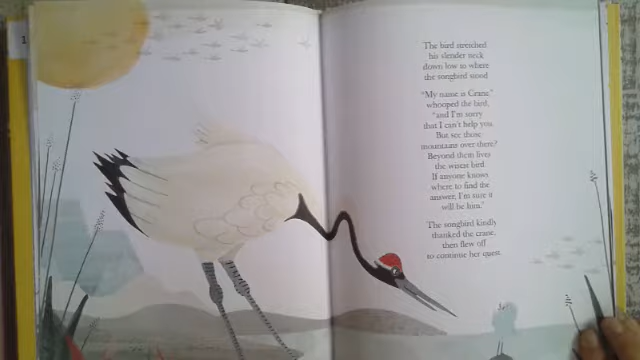 The bird stretched
his slender neck
down low to where
the songbird stood
"My name is Crane,"
whooped the bird,
"and I'm sorry
that I can't help you.
But see those
mountains over there?
Beyond them lives
the wisest bird.
If anyone knows
where to find the
answer, I'm sure it
will be him."
The songbird kindly
thanked the crane,
then flew off
to continue her quest.